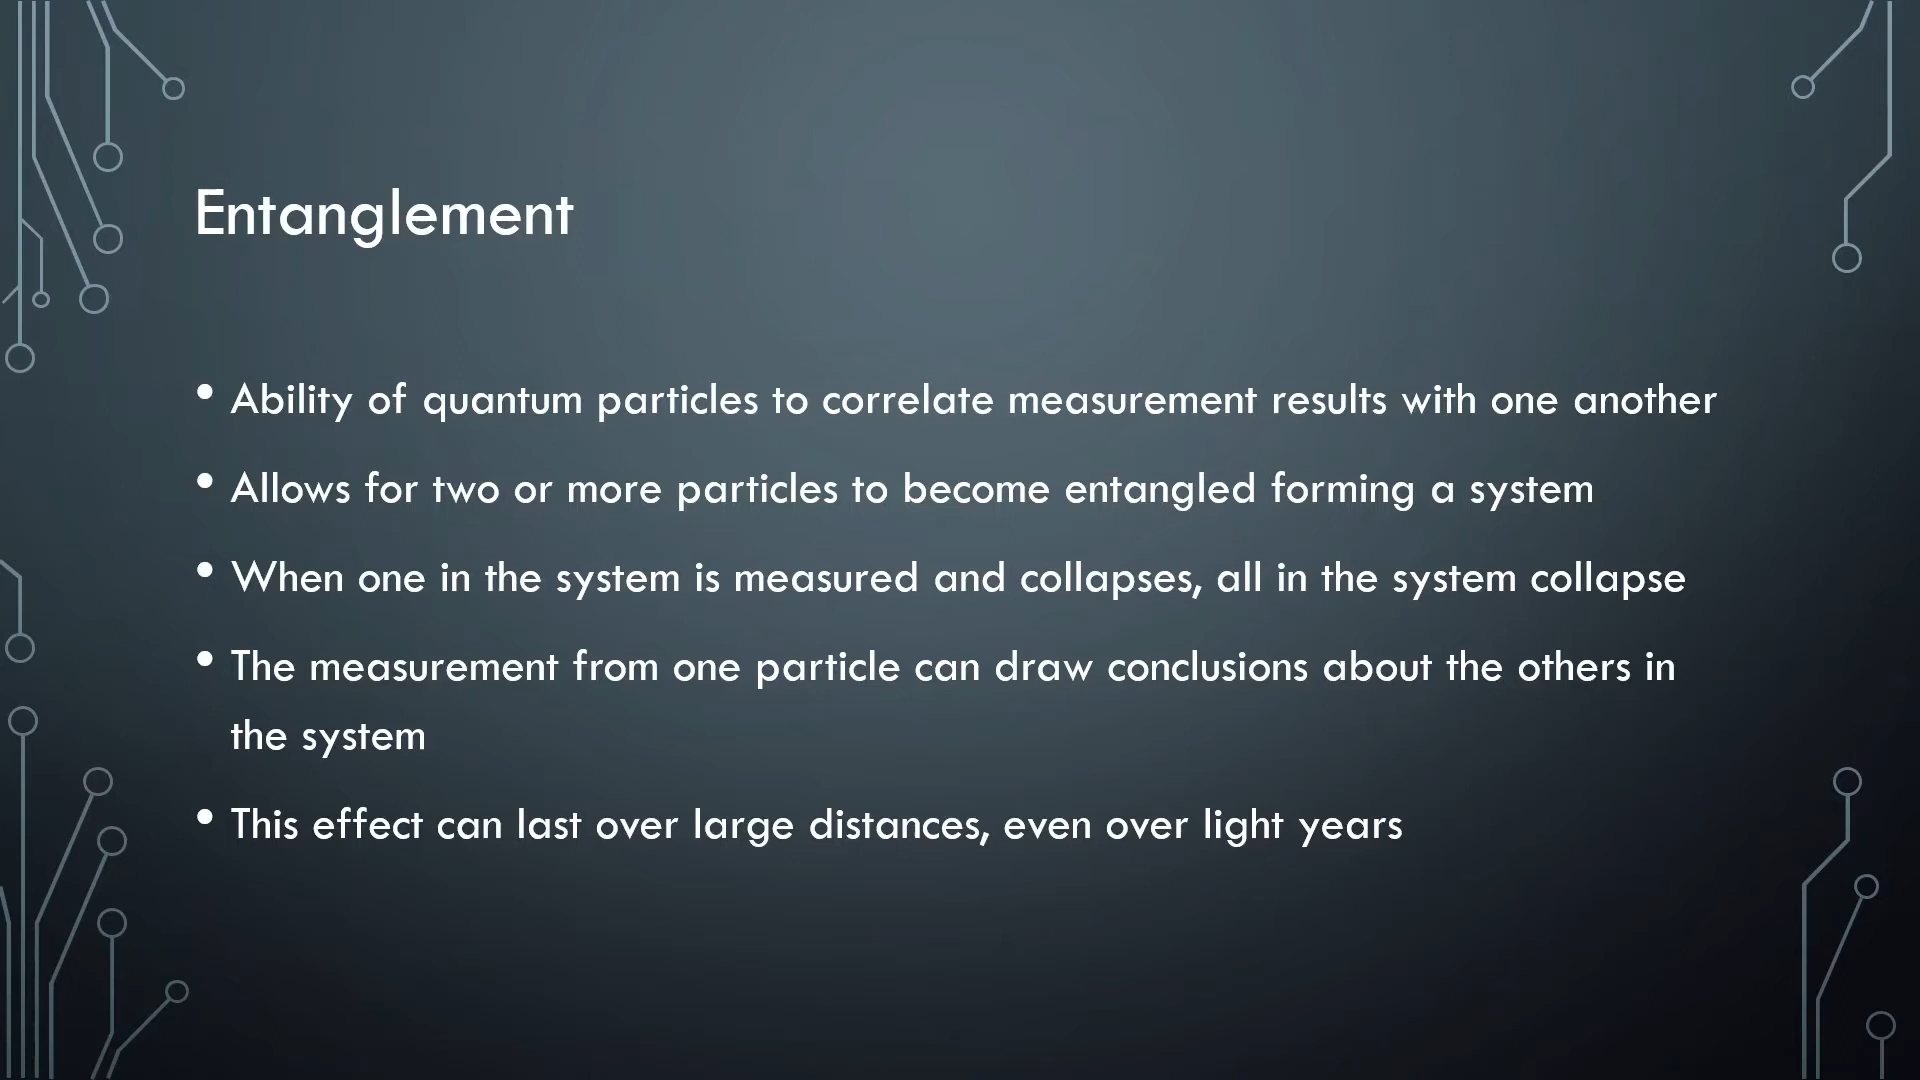 Entanglement
• Ability of quantum particles to correlate measurement results with one another
• Allows for two or more particles to become entangled forming a system
• When one in the system is measured and collapses, all in the system collapse
• The measurement from one particle can draw conclusions about the others in
the system
• This effect can last over large distances, even over light years